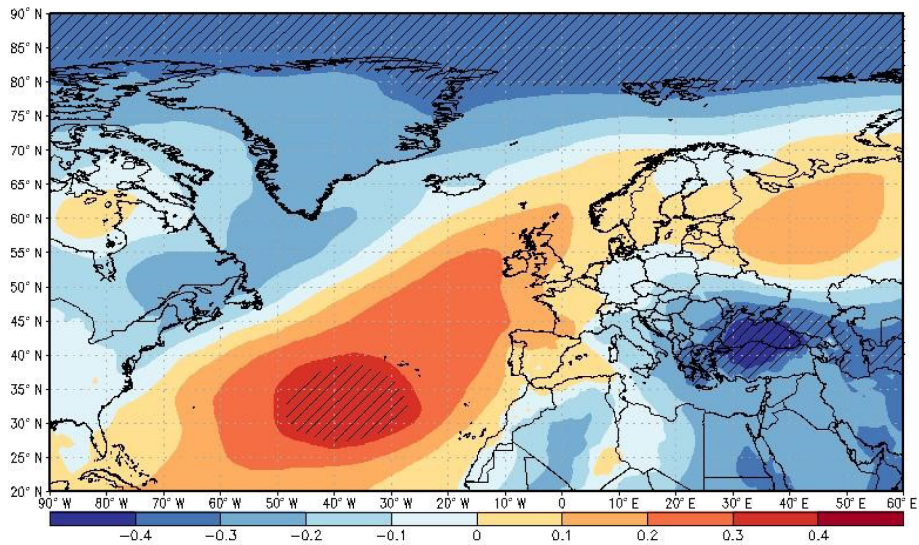 90° N
85° N
80° N
75° N
70° N
65° N
60° N
55° N
50° N
45° N
40° N
35° N
30° N
25° N
20° N
90° W 80° W 70° W 60° W 50° W 40° W 30° W 20° W 10° W 0° 10° E 20° E 30° E 40° E 50° E 60° E
−0.4 −0.3 −0.2 −0.1 0 0.1 0.2 0.3 0.4